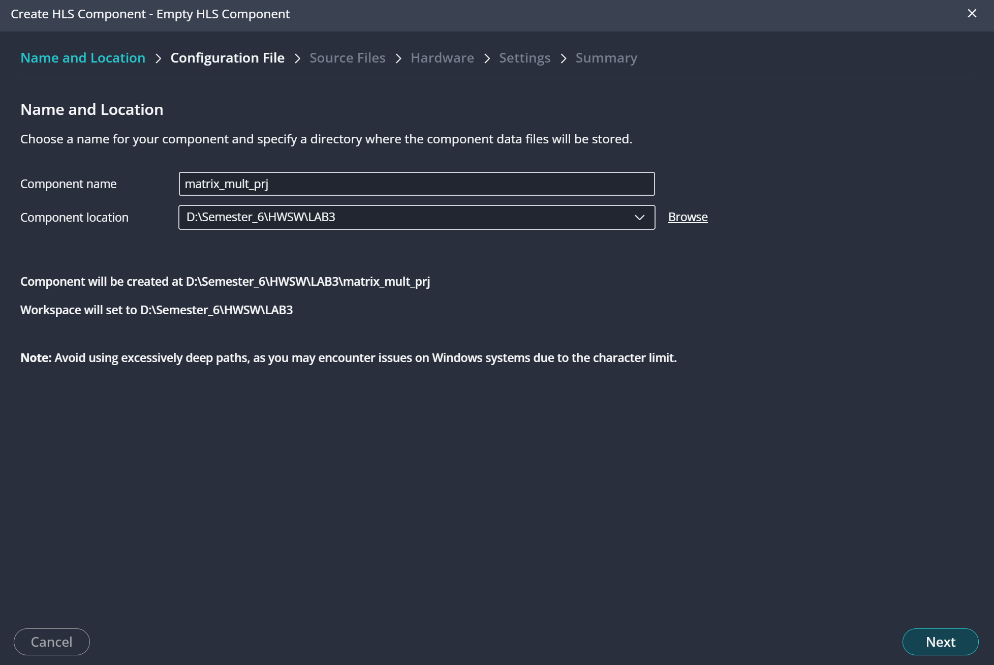 Create HLS Component - Empty HLS Component
Name and Location > Configuration File > Source Files > Hardware > Settings > Summary
Name and Location
Choose a name for your component and specify a directory where the component data files will be stored.
Component name matrix_mult_prj
Component location D:\Semester_6\HWSW\LAB3 Browse
Component will be created at D:\Semester_6\HWSW\LAB3\matrix_mult_prj
Workspace will set to D:\Semester_6\HWSW\LAB3
Note: Avoid using excessively deep paths, as you may encounter issues on Windows systems due to the character limit.
Cancel Next